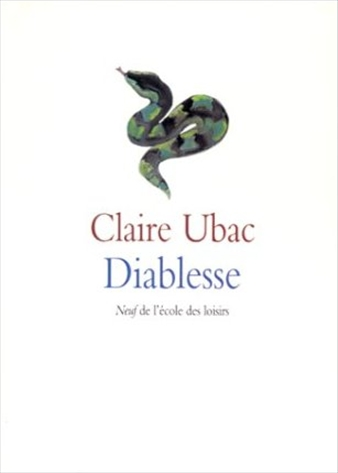 Claire Ubac
Diablesse
Neuf de l'école des loisirs